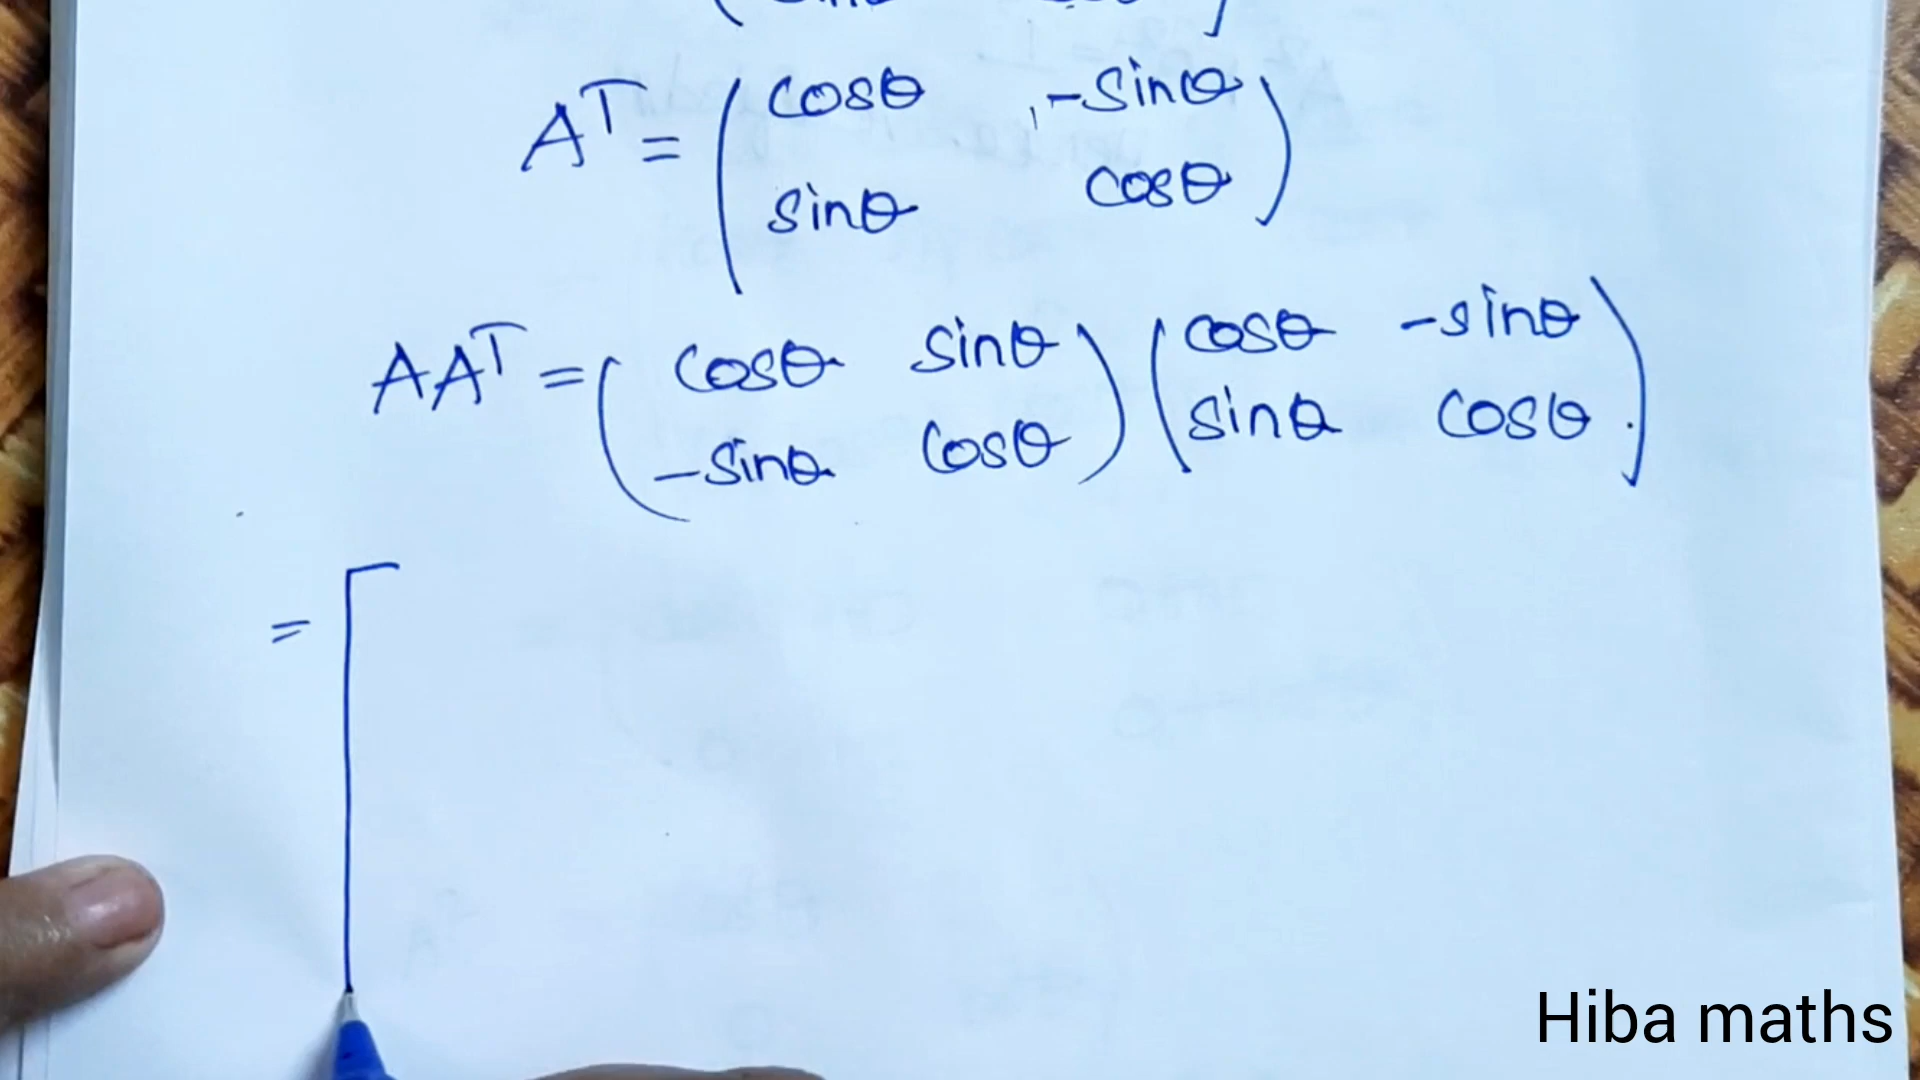 Aᵀ = ( cosθ , -sinθ )
sinθ cosθ
AAᵀ = ( cosθ sinθ ) ( cosθ -sinθ )
-sinθ cosθ sinθ cosθ .
= [
Hiba maths